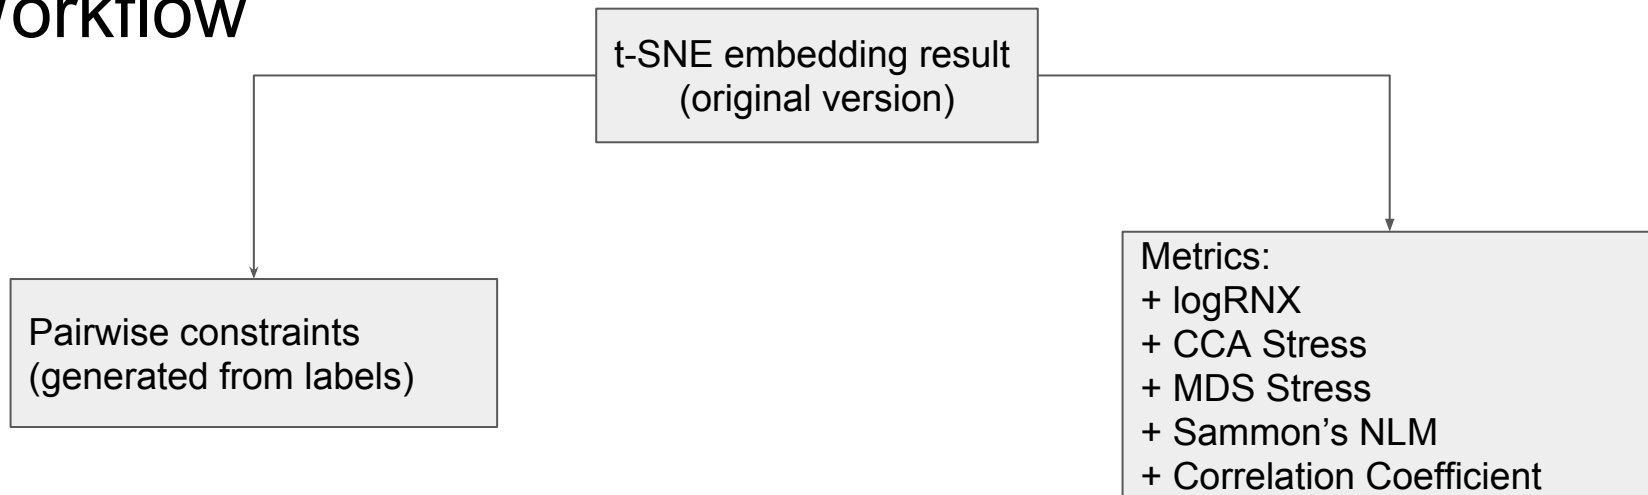 orkflow
t-SNE embedding result
(original version)
Pairwise constraints
(generated from labels)
Metrics:
+ logRNX
+ CCA Stress
+ MDS Stress
+ Sammon's NLM
+ Correlation Coefficient